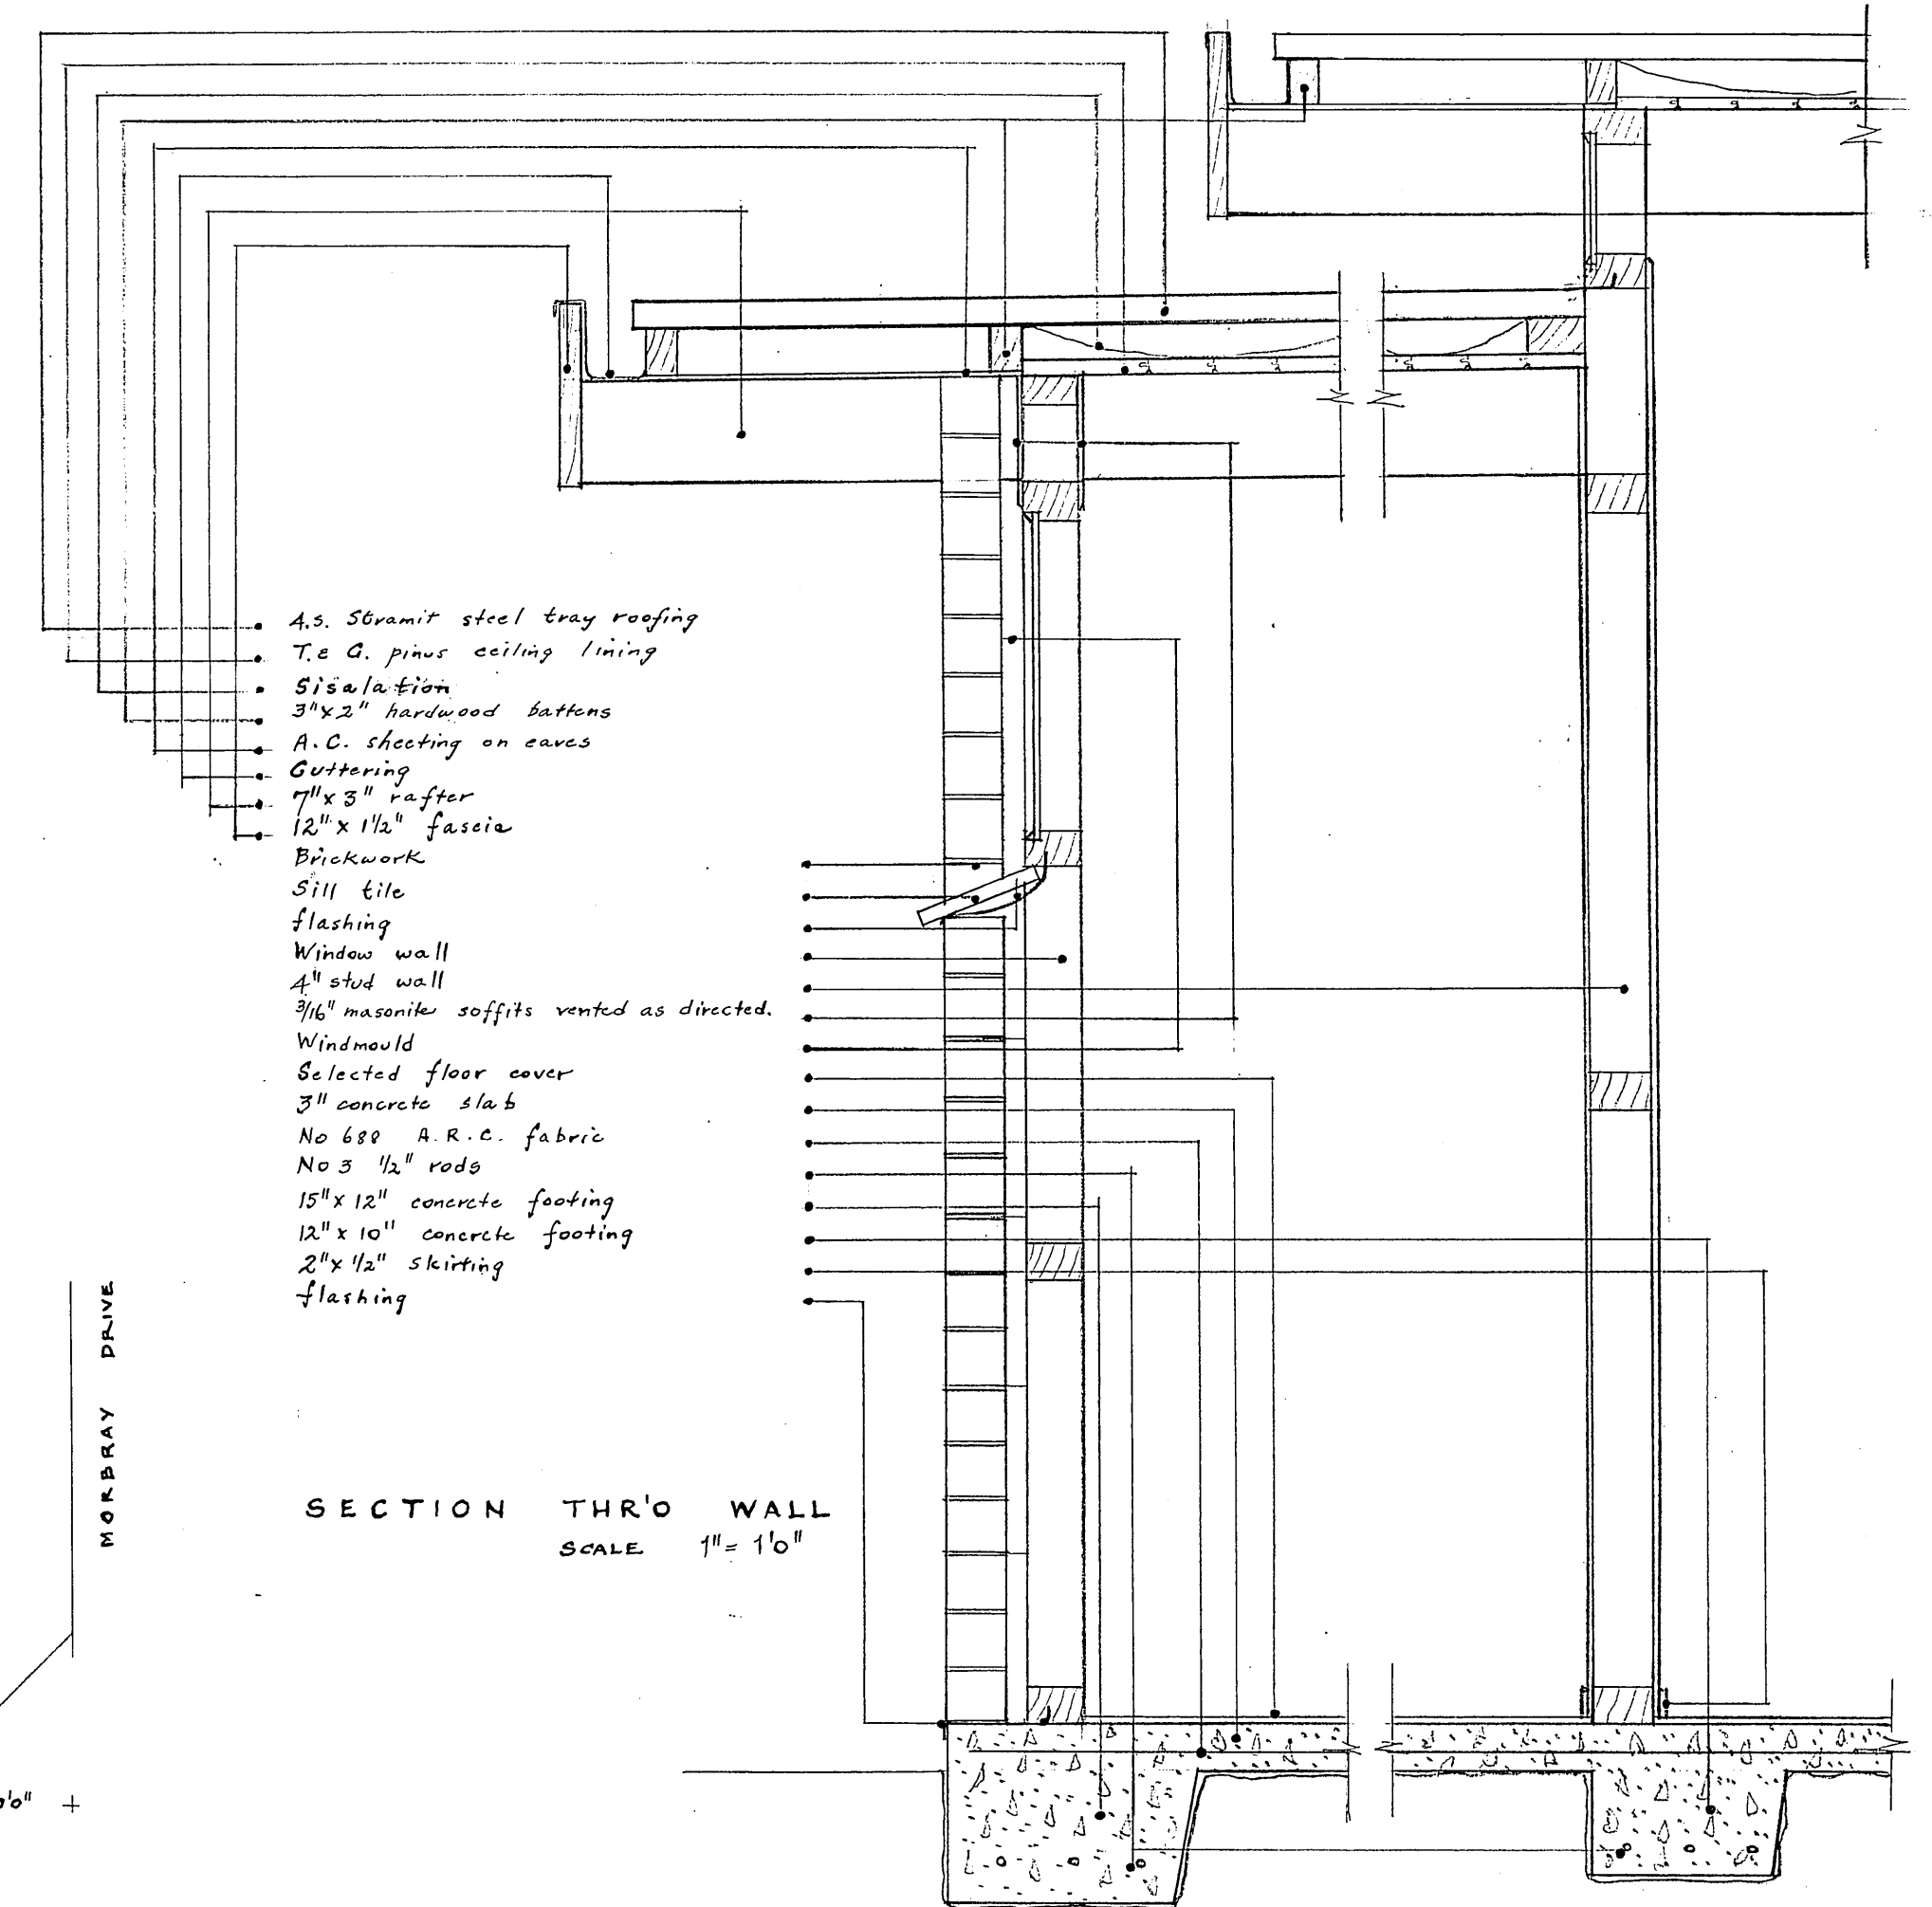 A.S. Stramit steel tray roofing
T. & G. pinus ceiling lining
Sisalation
3"x2" hardwood battens
A.C. sheeting on eaves
Guttering
7"x 3" rafter
12"x 1 1/2" fascia
Brickwork
Sill tile
flashing
Window wall
4" stud wall
3/16" masonite soffits vented as directed.
Windmould
Selected floor cover
3" concrete slab
No 688 A.R.C. fabric
No 3 1/2" rods
15"x 12" concrete footing
12"x 10" concrete footing
2"x 1/2" skirting
flashing
MORBRAY DRIVE
SECTION THR'O WALL
SCALE 1"= 1'0"